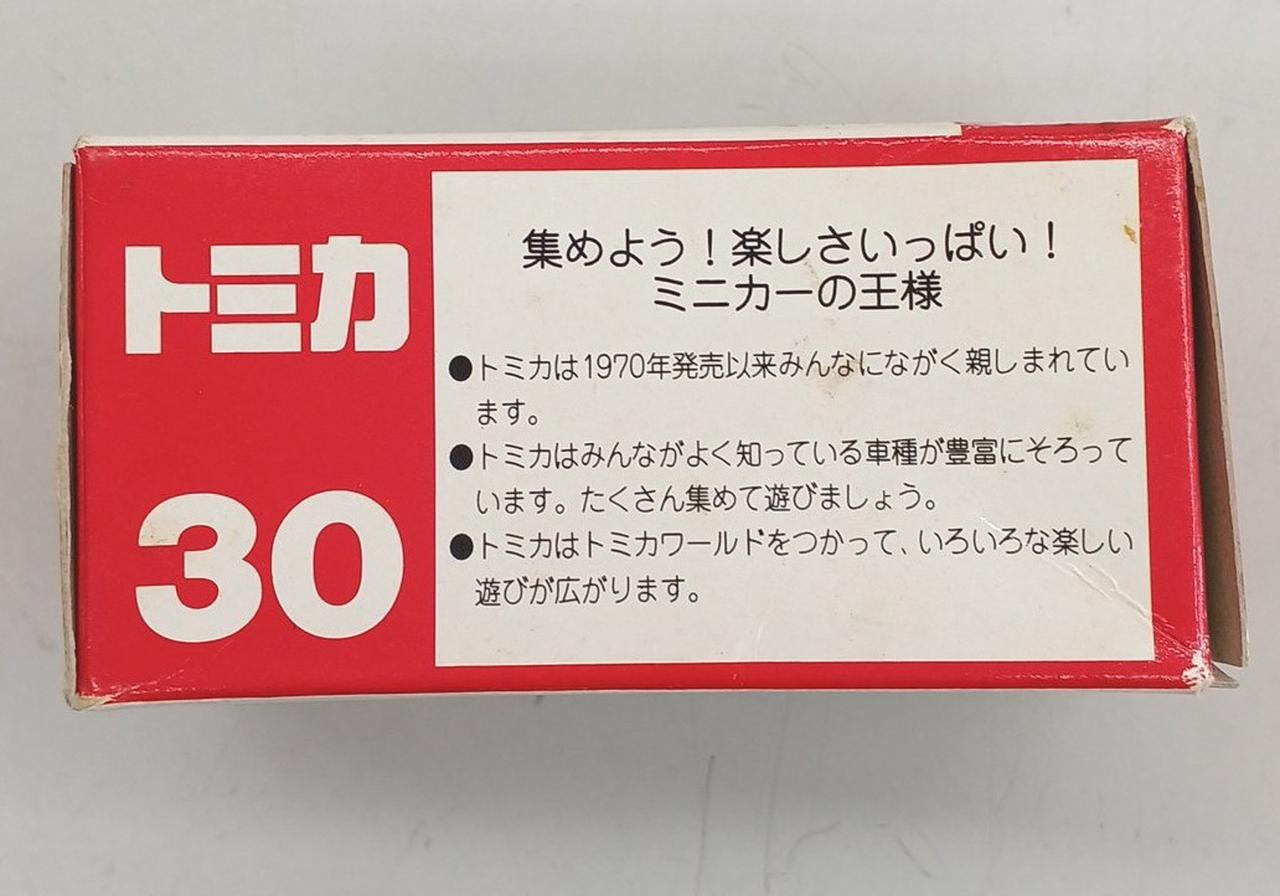 トミカ
30
集めよう！楽しさいっぱい！
ミニカーの王様
●トミカは1970年発売以来みんなにながく親しまれてい
ます。
●トミカはみんながよく知っている車種が豊富にそろって
います。たくさん集めて遊びましょう。
●トミカはトミカワールドをつかって、いろいろな楽しい
遊びが広がります。